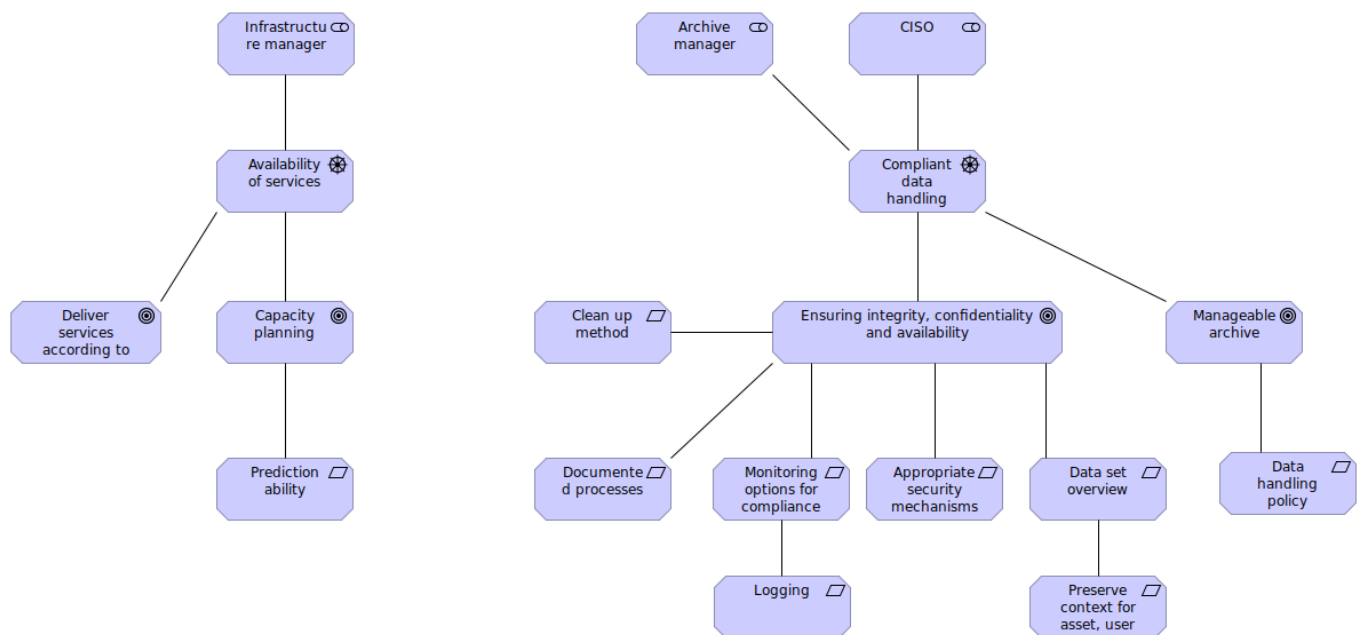 Infrastructu
re manager
Archive
manager
CISO
Availability
of services
Compliant
data
handling
Deliver
services
according to
Capacity
planning
Clean up
method
Ensuring integrity, confidentiality
and availability
Manageable
archive
Prediction
ability
Documente
d processes
Monitoring
options for
compliance
Appropriate
security
mechanisms
Data set
overview
Data
handling
policy
Logging
Preserve
context for
asset, user